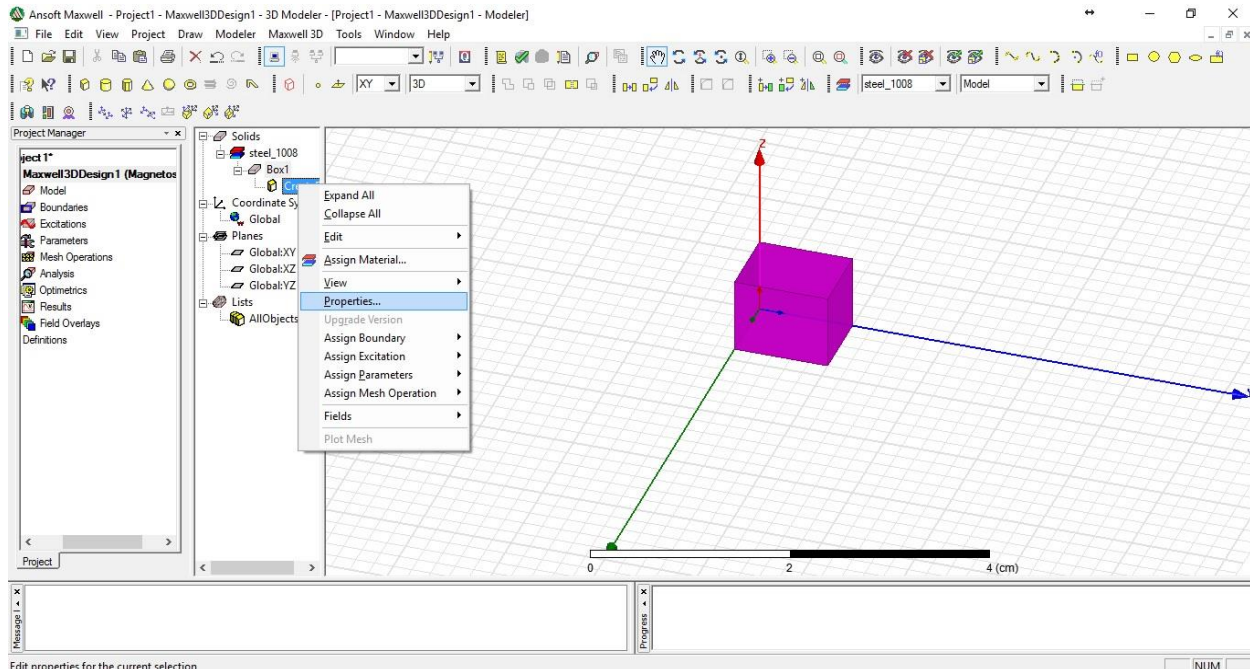 Ansoft Maxwell - Project1 - Maxwell3DDesign1 - 3D Modeler - [Project1 - Maxwell3DDesign1 - Modeler]
File Edit View Project Draw Modeler Maxwell 3D Tools Window Help
XY 3D steel_1008 Model
Project Manager
ject 1*
Maxwell3DDesign1 (Magnetos
Model
Boundaries
Excitations
Parameters
Mesh Operations
Analysis
Optimetrics
Results
Field Overlays
Definitions
Project
Solids
steel_1008
Box1
Coordinate Sy
Global
Planes
Global:XY
Global:XZ
Global:YZ
Lists
AllObjects
Expand All
Collapse All
Edit
Assign Material...
View
Properties...
Upgrade Version
Assign Boundary
Assign Excitation
Assign Parameters
Assign Mesh Operation
Fields
Plot Mesh
Z
0 2 4 (cm)
Message
Progress
Edit properties for the current selection
NUM